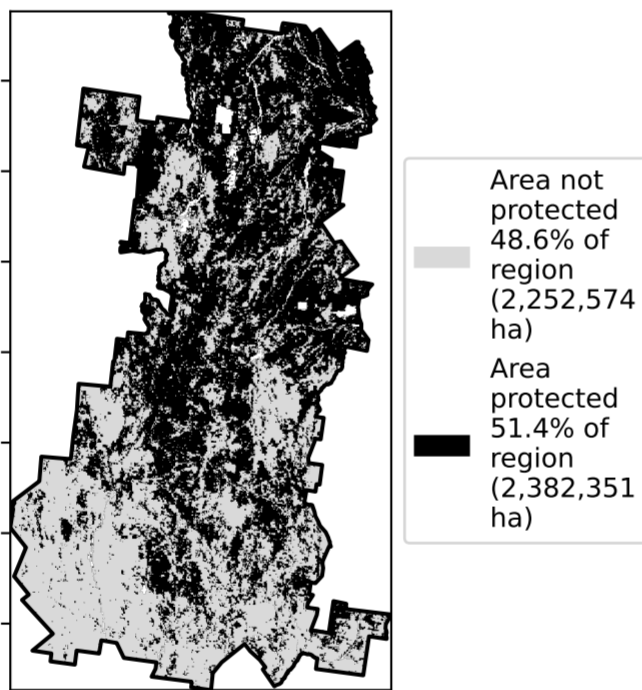 Area not
protected
48.6% of
region
(2,252,574
ha)
Area
protected
51.4% of
region
(2,382,351
ha)